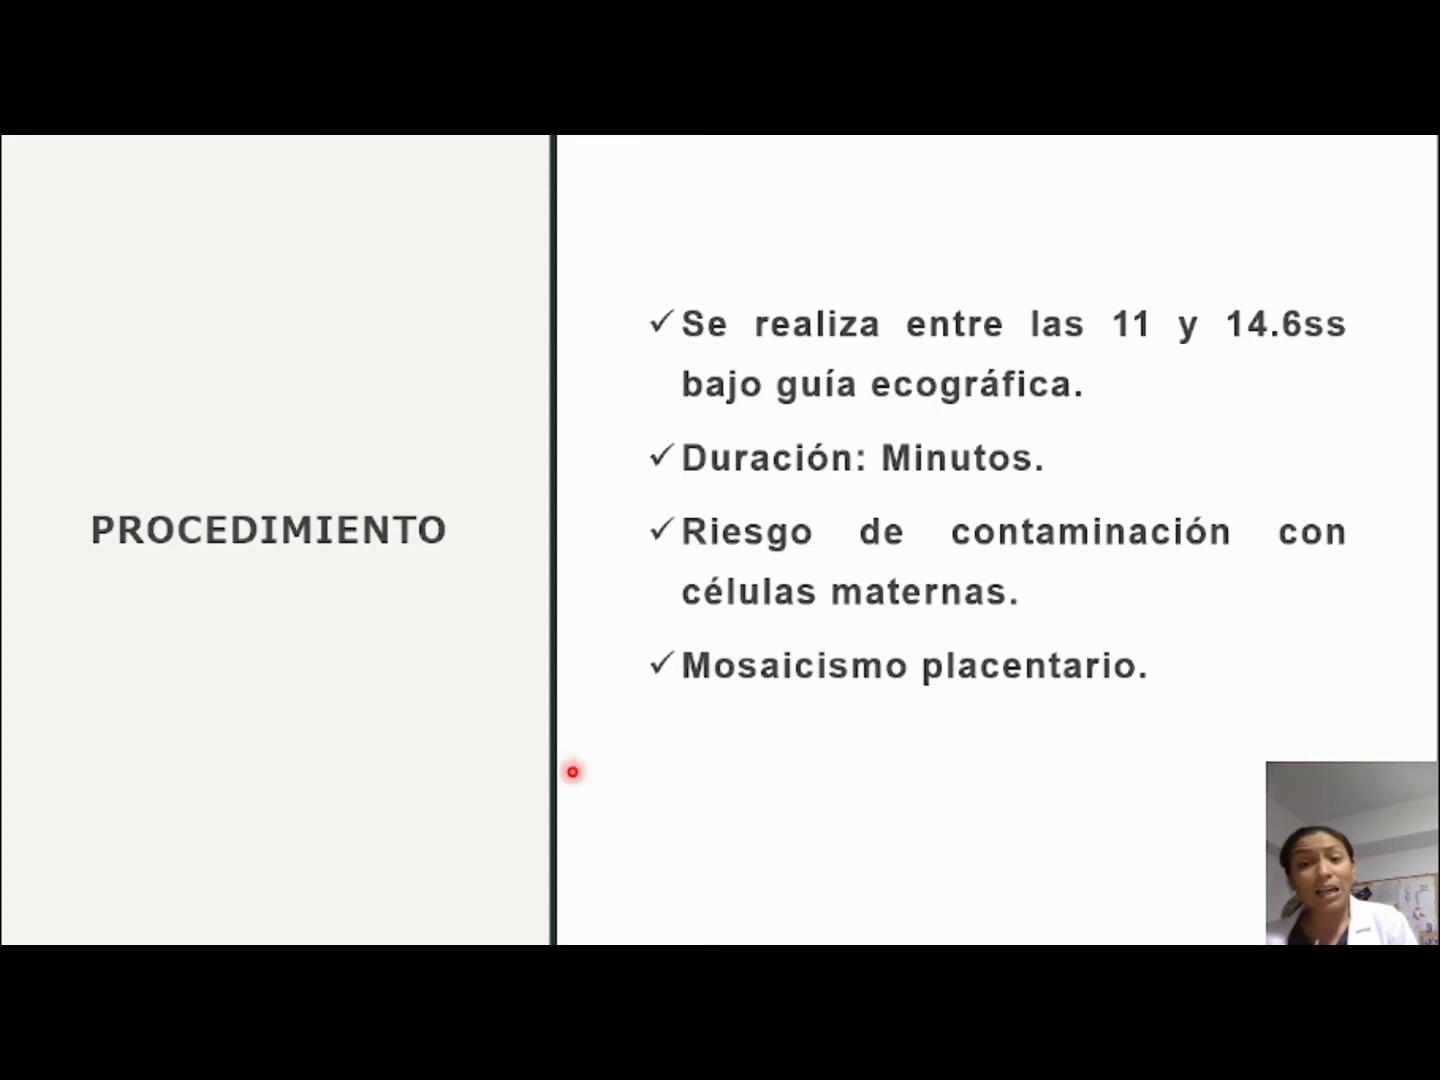 PROCEDIMIENTO
Se realiza entre las 11 y 14.6ss
bajo guía ecográfica.
Duración: Minutos.
Riesgo de contaminación con
células maternas.
Mosaicismo placentario.